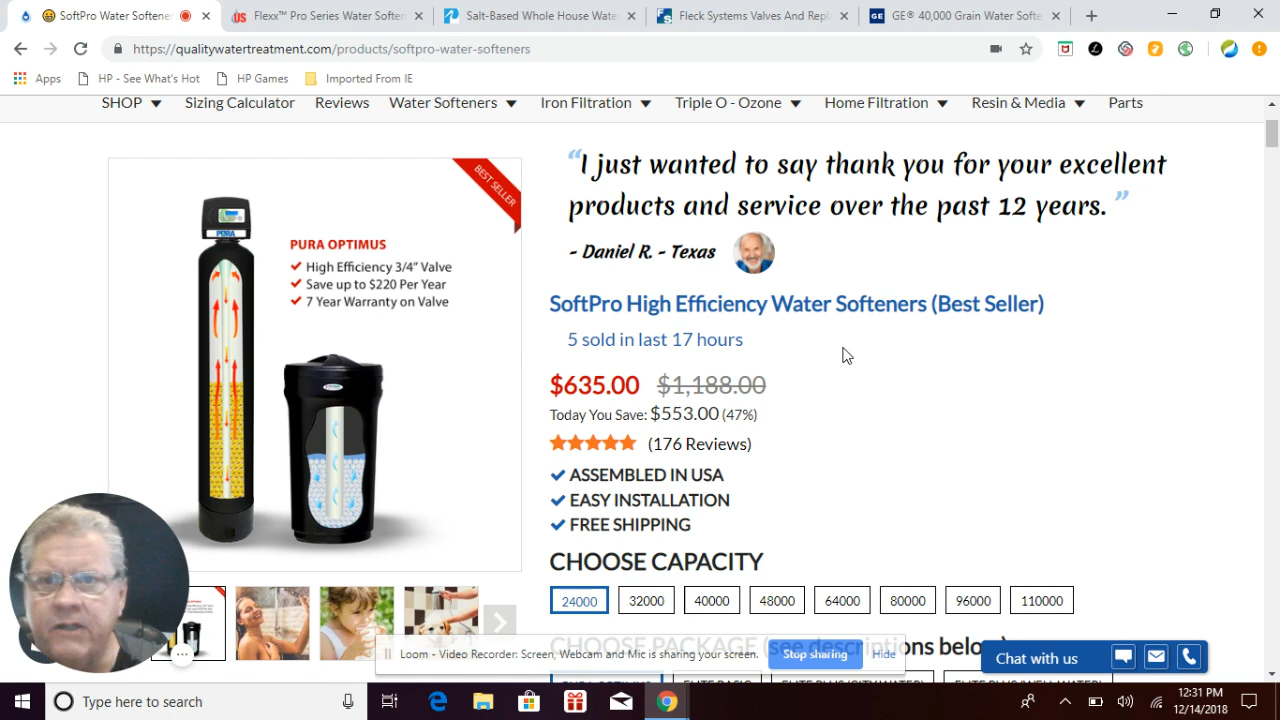 SoftPro Water Softene
Flexx™ Pro Series Water Soft
Salt-Based Whole House Wate
Fleck Systems, Valves And Repl
GE® 40,000 Grain Water Softe
https://qualitywatertreatment.com/products/softpro-water-softeners
Apps HP - See What's Hot HP Games Imported From IE
SHOP Sizing Calculator Reviews Water Softeners Iron Filtration Triple O - Ozone Home Filtration Resin & Media Parts
BEST SELLER
PURA
PURA OPTIMUS
✓ High Efficiency 3/4" Valve
✓ Save up to $220 Per Year
✓ 7 Year Warranty on Valve
“I just wanted to say thank you for your excellent
products and service over the past 12 years.”
- Daniel R. - Texas
SoftPro High Efficiency Water Softeners (Best Seller)
5 sold in last 17 hours
$635.00 $1,188.00
Today You Save: $553.00 (47%)
(176 Reviews)
✓ ASSEMBLED IN USA
✓ EASY INSTALLATION
✓ FREE SHIPPING
CHOOSE CAPACITY
24000 32000 40000 48000 64000 80000 96000 110000
CHOOSE PACKAGE (see descriptions below)
Loom - Video Recorder: Screen, Webcam and Mic is sharing your screen. Stop sharing Hide
Chat with us
Type here to search
12:31 PM
12/14/2018